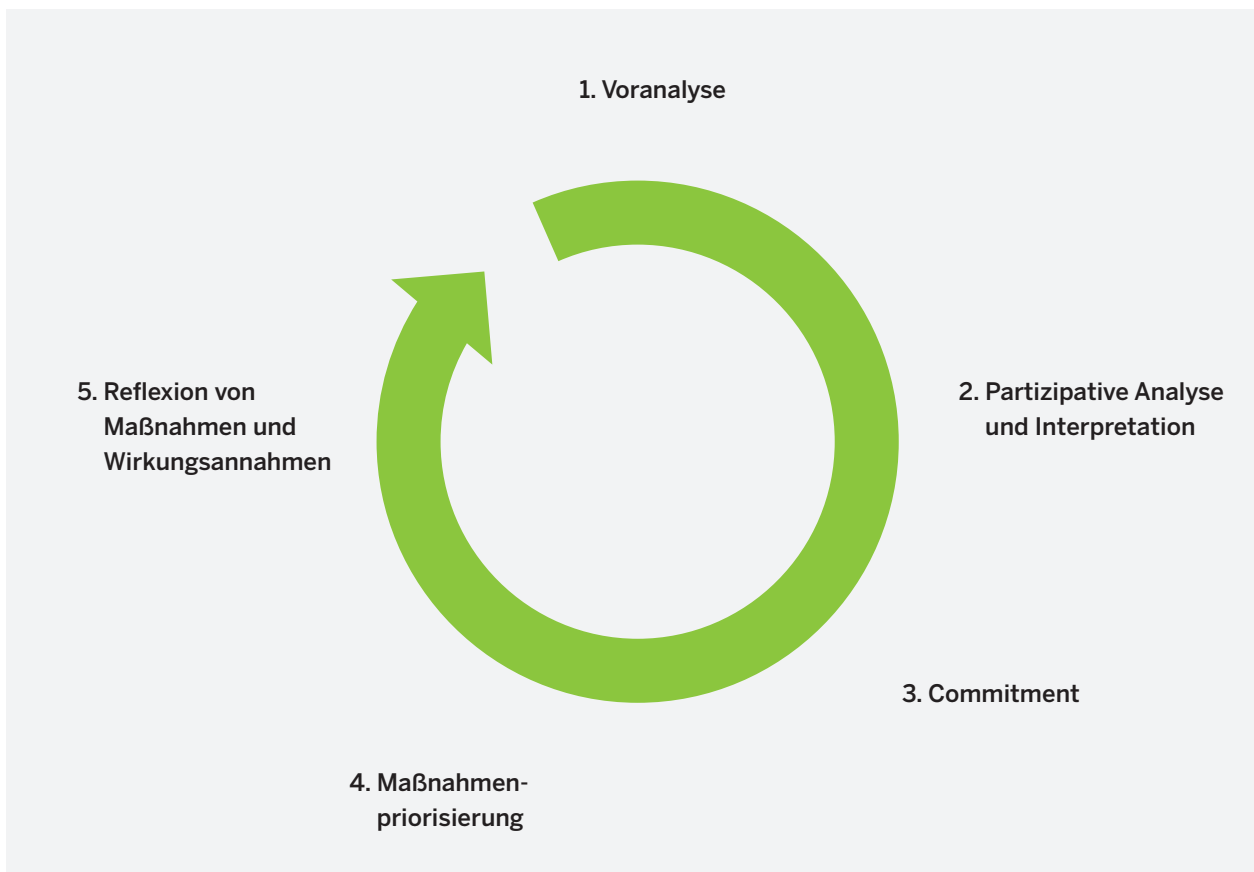 1. Voranalyse
2. Partizipative Analyse
und Interpretation
3. Commitment
4. Maßnahmen-
priorisierung
5. Reflexion von
Maßnahmen und
Wirkungsannahmen